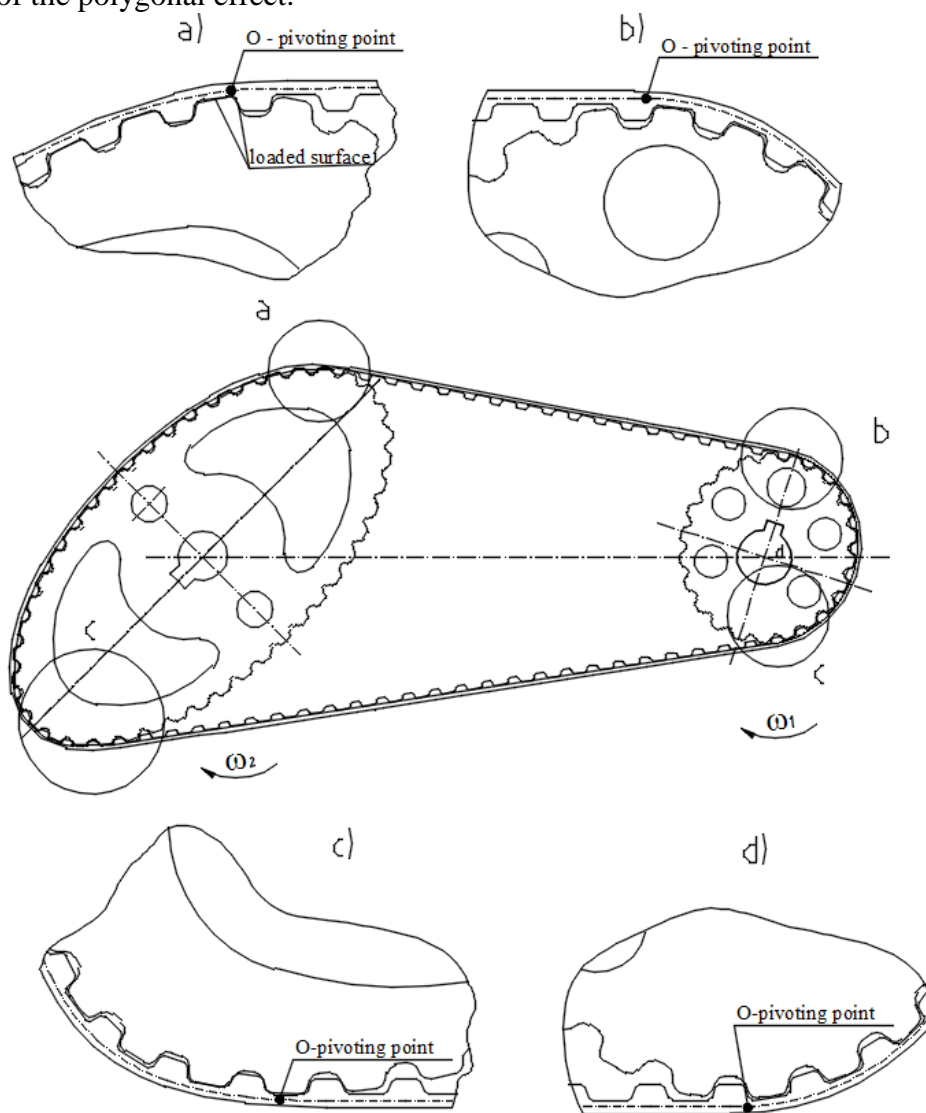 of the polygonal effect.
a)
O - pivoting point
b)
O - pivoting point
loaded surface
a
b
d
c
c
ω1
ω2
c)
d)
O-pivoting point
O-pivoting point